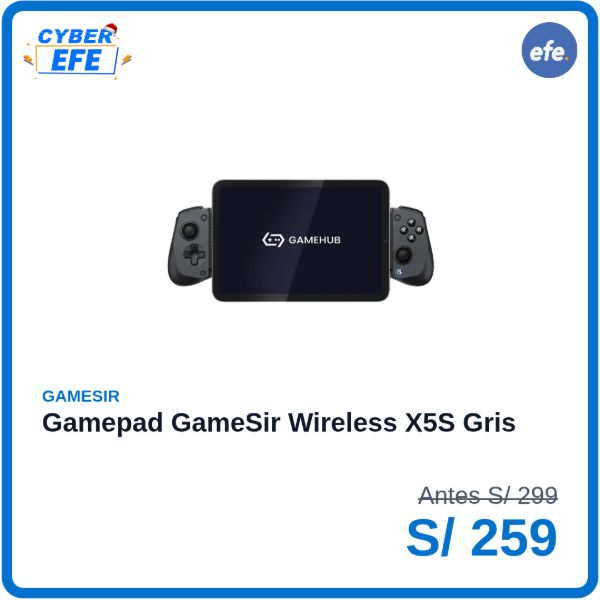 CYBER
EFE
efe.
GAMEHUB
GAMESIR
Gamepad GameSir Wireless X5S Gris
Antes S/ 299
S/ 259